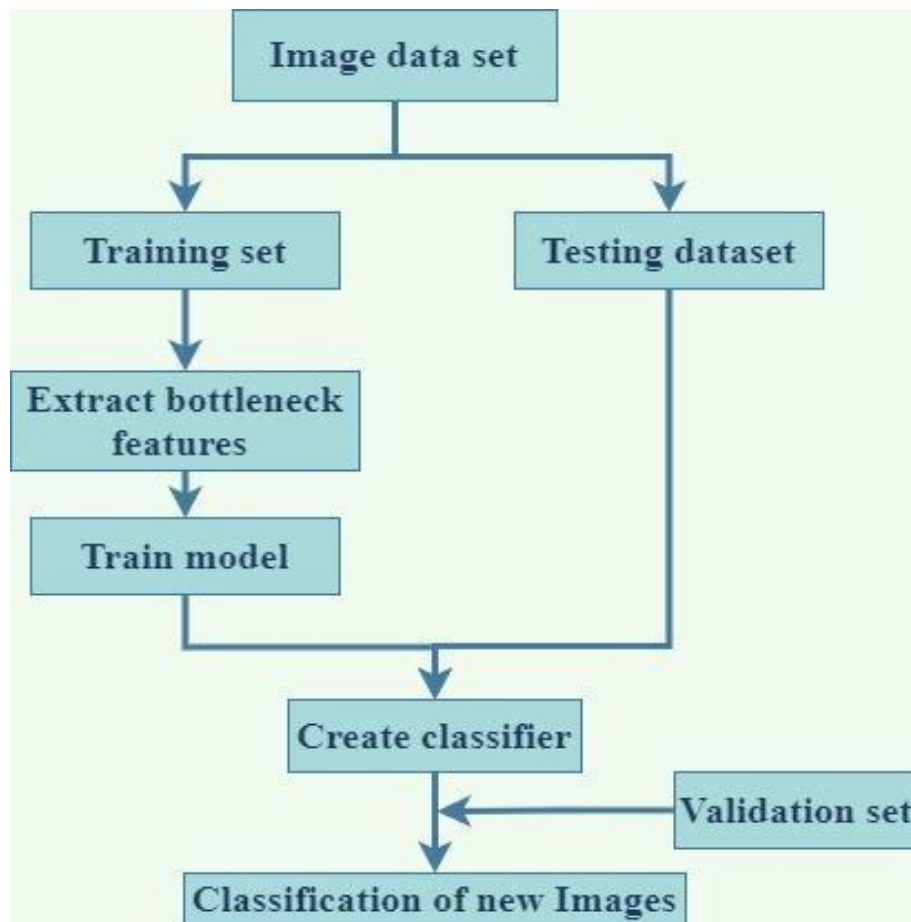 Image data set
Training set
Testing dataset
Extract bottleneck
features
Train model
Create classifier
Validation set
Classification of new Images